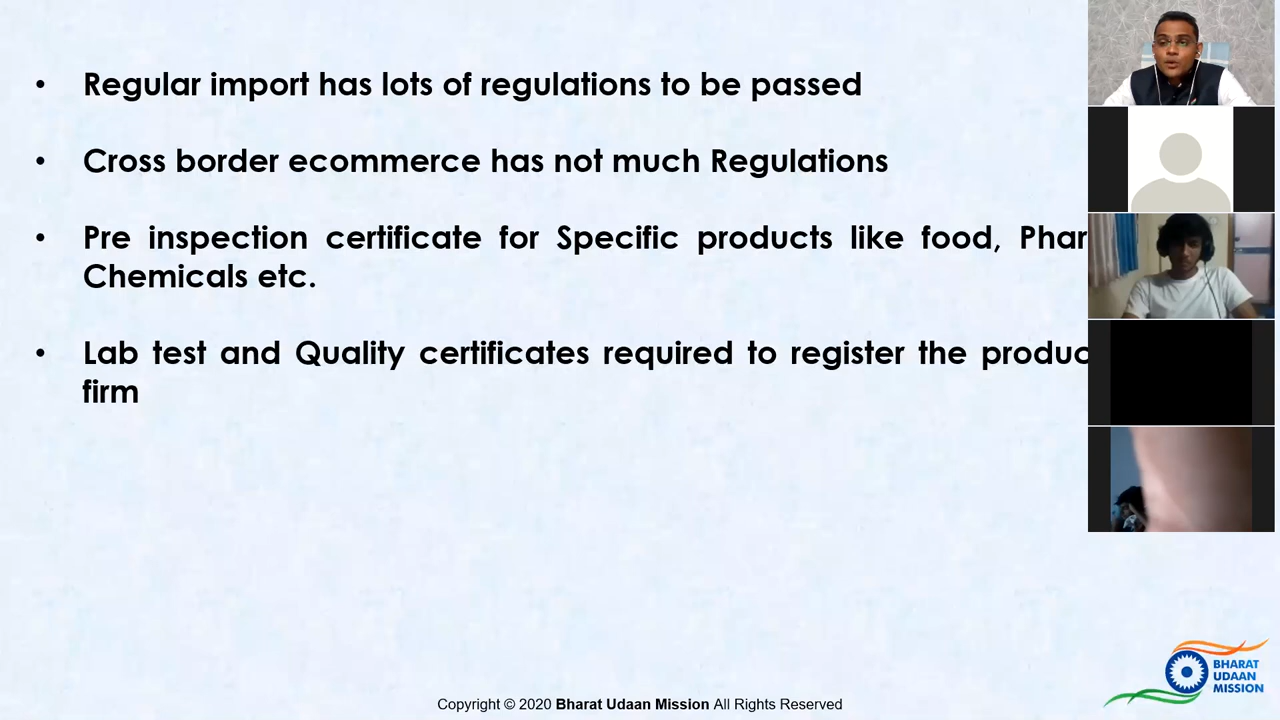 • Regular import has lots of regulations to be passed
• Cross border ecommerce has not much Regulations
• Pre inspection certificate for Specific products like food,
Chemicals etc.
• Lab test and Quality certificates required to register the
firm
BHARAT
UDAAN
MISSION
Copyright © 2020 Bharat Udaan Mission All Rights Reserved